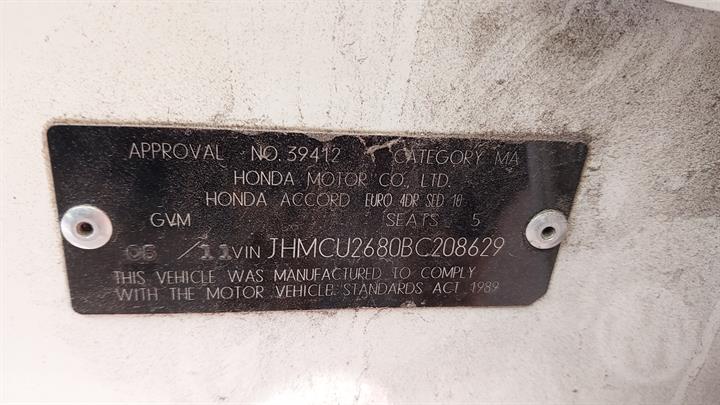 APPROVAL NO. 39412 CATEGORY MA
HONDA MOTOR CO., LTD.
HONDA ACCORD EURO 4DR SED 10
GVM SEATS 5
06 /11 VIN JHMCU2680BC208629
THIS VEHICLE WAS MANUFACTURED TO COMPLY
WITH THE MOTOR VEHICLE STANDARDS ACT 1989